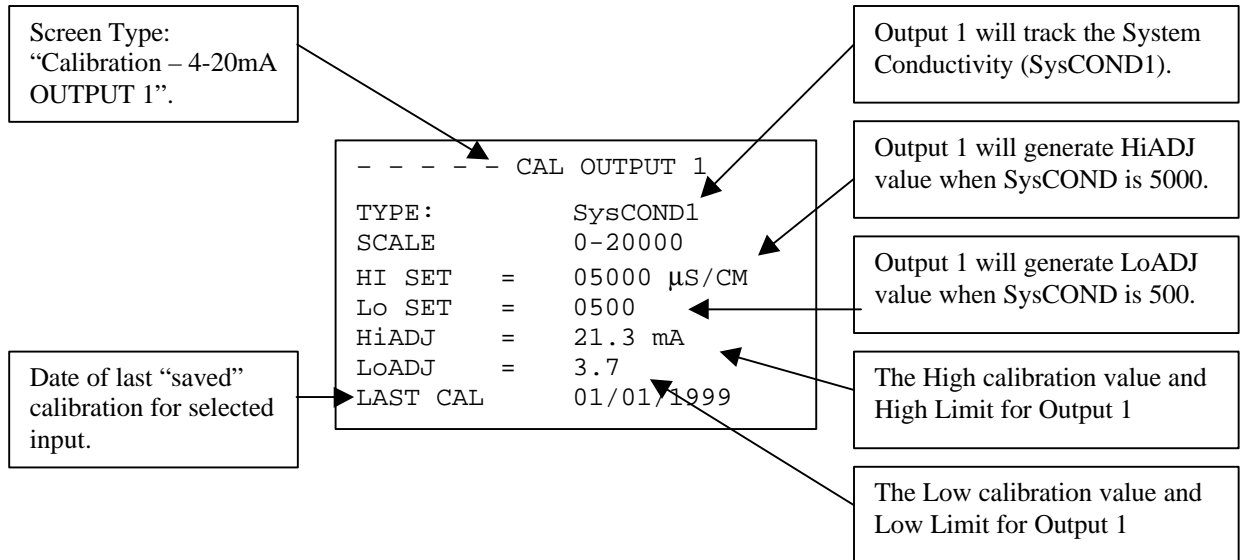 Screen Type:
“Calibration – 4-20mA
OUTPUT 1”.
Output 1 will track the System
Conductivity (SysCOND1).
Output 1 will generate HiADJ
value when SysCOND is 5000.
Output 1 will generate LoADJ
value when SysCOND is 500.
- - - - - CAL OUTPUT 1
TYPE: SysCOND1
SCALE 0-20000
HI SET = 05000 µS/CM
Lo SET = 0500
HiADJ = 21.3 mA
LoADJ = 3.7
LAST CAL 01/01/1999
Date of last “saved”
calibration for selected
input.
The High calibration value and
High Limit for Output 1
The Low calibration value and
Low Limit for Output 1